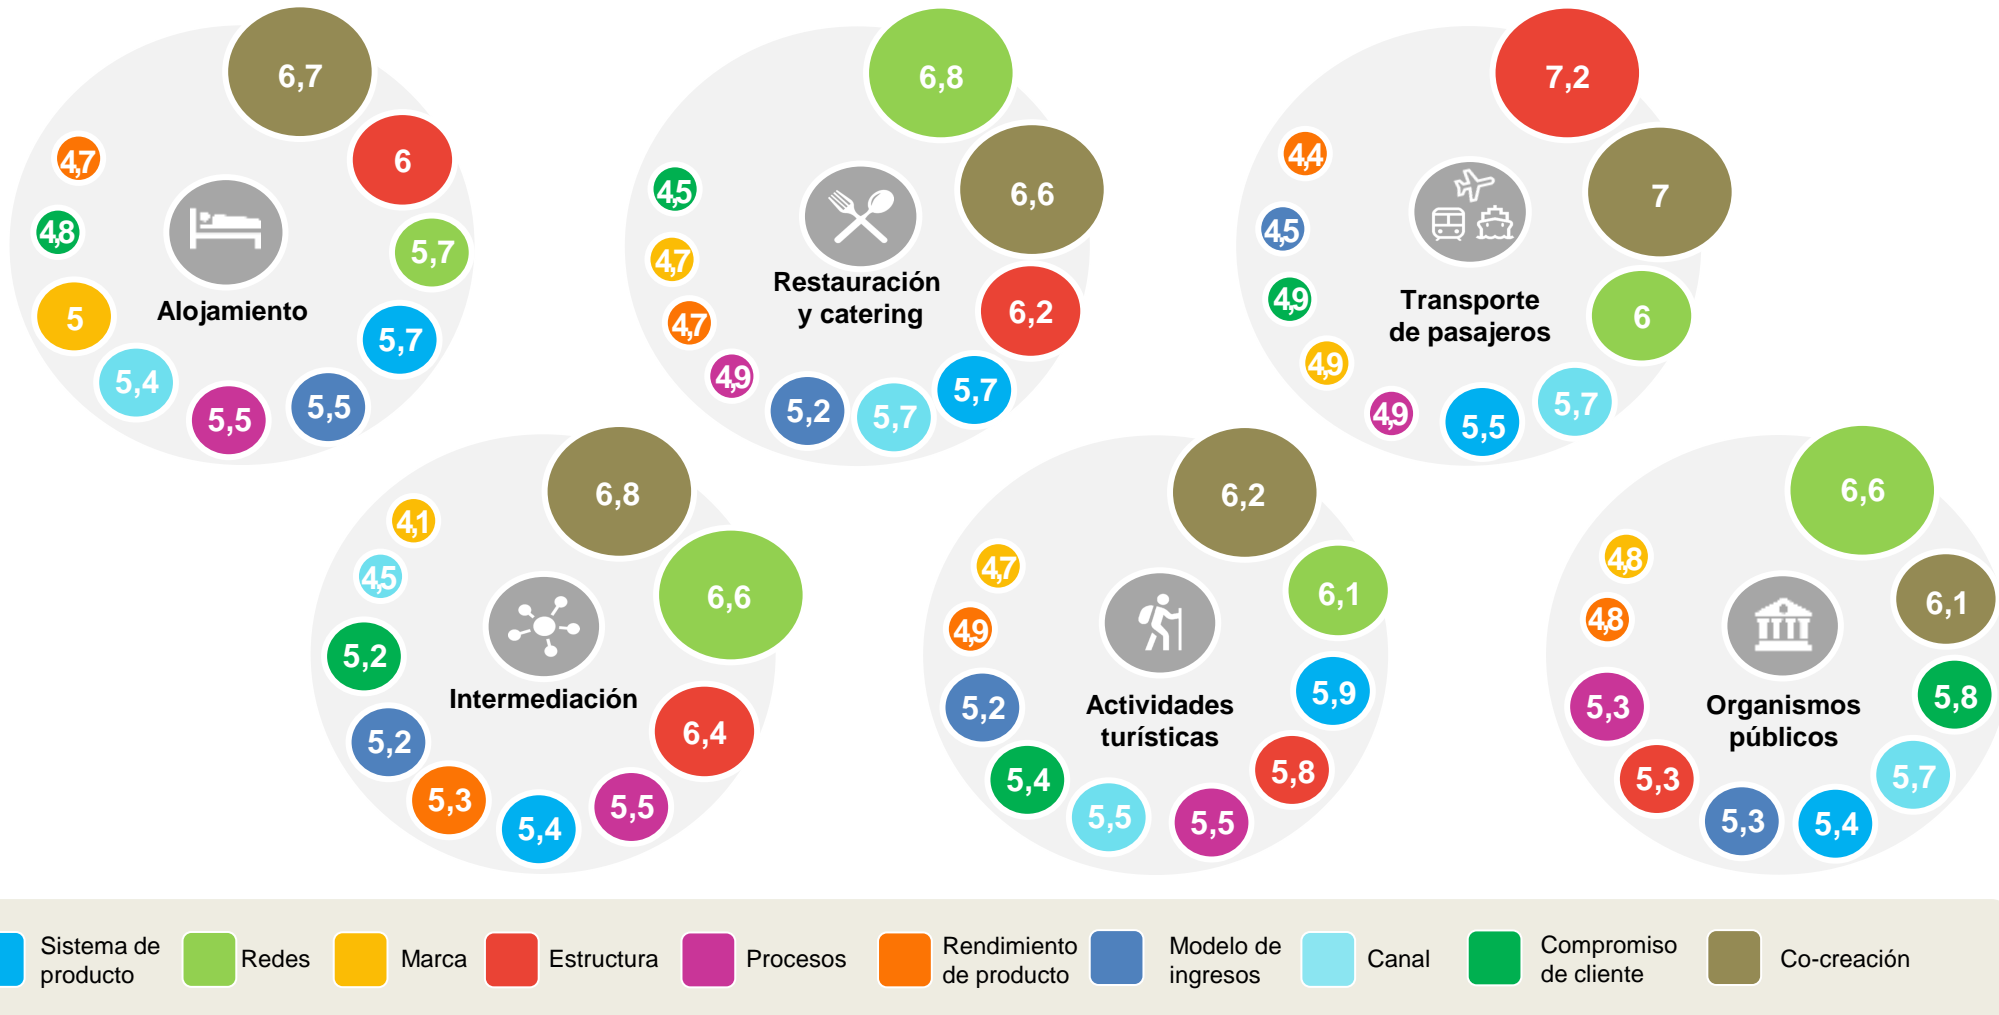 6,7
6
4,7
4,8
5,7
Alojamiento
5
5,7
5,4
5,5
5,5
6,8
6,6
4,5
4,7
Restauración
y catering
6,2
4,7
4,9
5,2
5,7
5,7
7,2
4,4
7
4,5
4,9
Transporte
de pasajeros
6
4,9
4,9
5,5
5,7
6,8
4,1
4,5
6,6
5,2
Intermediación
6,4
5,2
5,3
5,4
5,5
6,2
4,7
6,1
4,9
5,2
Actividades
turísticas
5,9
5,4
5,8
5,5
5,5
6,6
4,8
4,8
6,1
5,3
Organismos
públicos
5,8
5,3
5,7
5,3
5,4
Sistema de
producto
Redes
Marca
Estructura
Procesos
Rendimiento
de producto
Modelo de
ingresos
Canal
Compromiso
de cliente
Co-creación